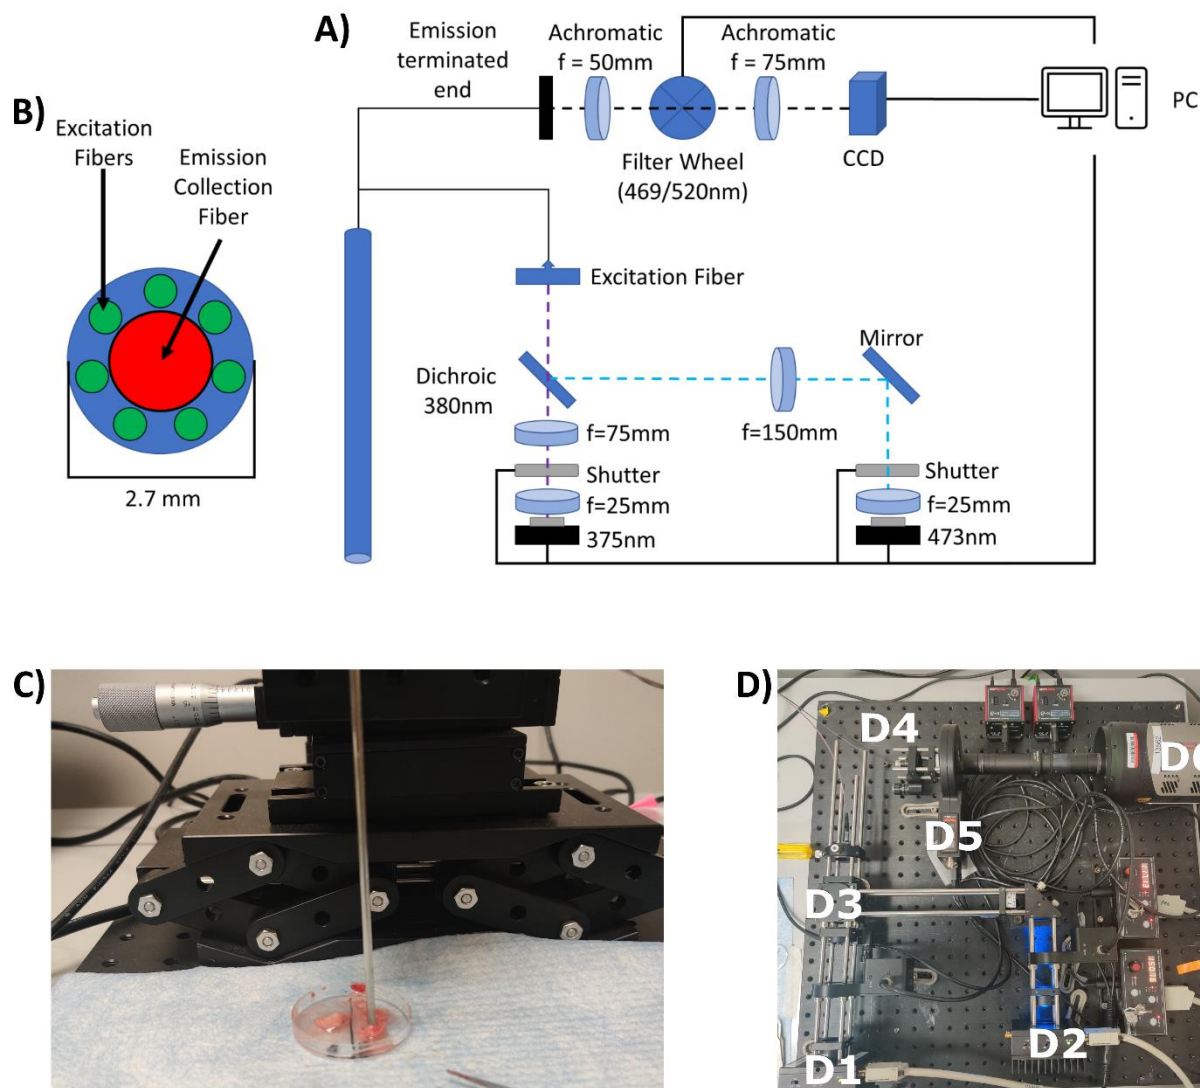 A)
Emission
terminated
end
Achromatic
f = 50mm
Achromatic
f = 75mm
PC
CCD
Filter Wheel
(469/520nm)
B)
Excitation
Fibers
Emission
Collection
Fiber
2.7 mm
Excitation Fiber
Mirror
Dichroic
380nm
f=75mm
f=150mm
Shutter
Shutter
f=25mm
f=25mm
375nm
473nm
C)
D)
D4
D6
D5
D3
D2
D1